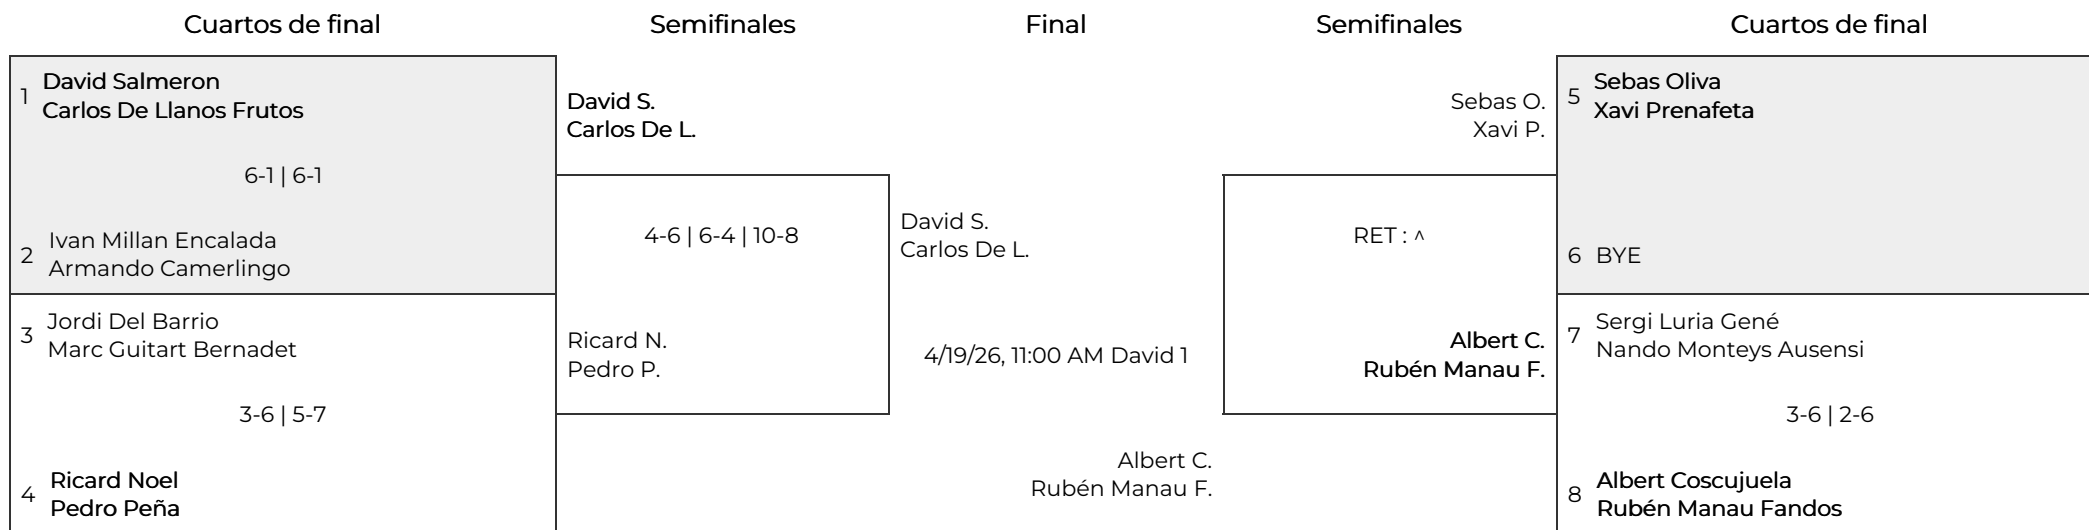 Cuartos de final
Semifinales
Final
Semifinales
Cuartos de final
1
David Salmeron
Carlos De Llanos Frutos
6-1 | 6-1
2
Ivan Millan Encalada
Armando Camerlingo
3
Jordi Del Barrio
Marc Guitart Bernadet
3-6 | 5-7
4
Ricard Noel
Pedro Peña
David S.
Carlos De L.
4-6 | 6-4 | 10-8
Ricard N.
Pedro P.
David S.
Carlos De L.
4/19/26, 11:00 AM David 1
Albert C.
Rubén Manau F.
Sebas O.
Xavi P.
RET : ^
Albert C.
Rubén Manau F.
5
Sebas Oliva
Xavi Prenafeta
6 BYE
7
Sergi Luria Gené
Nando Monteys Ausensi
3-6 | 2-6
8
Albert Coscujuela
Rubén Manau Fandos